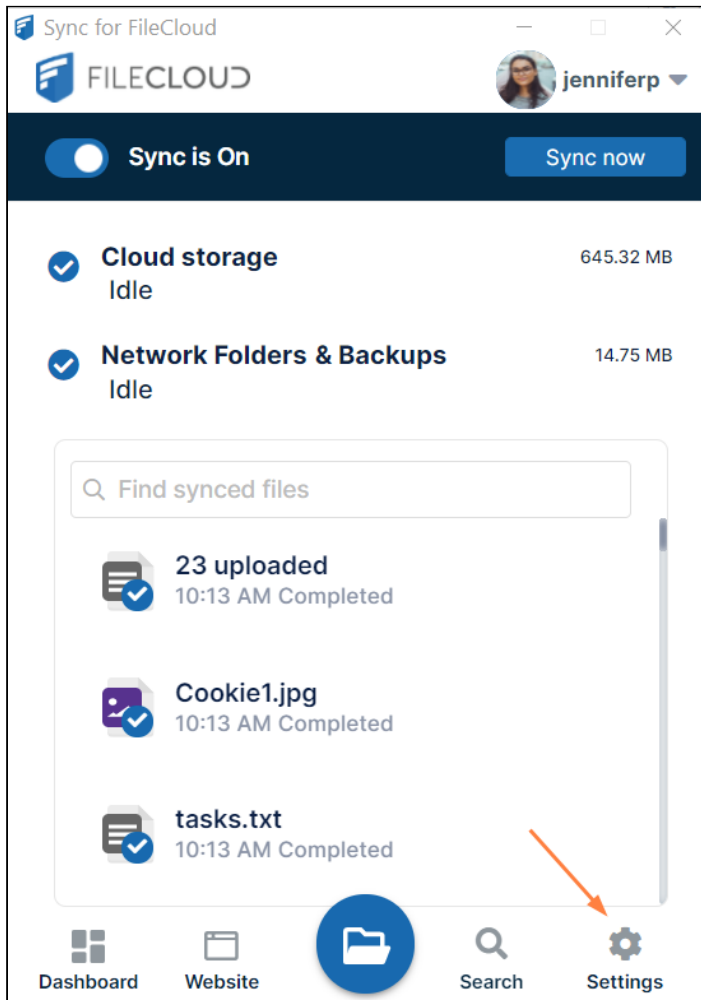 Sync for FileCloud
FILECLOUD
jenniferp
Sync is On
Sync now
Cloud storage
645.32 MB
Idle
Network Folders & Backups
14.75 MB
Idle
Find synced files
23 uploaded
10:13 AM Completed
Cookie1.jpg
10:13 AM Completed
tasks.txt
10:13 AM Completed
Dashboard
Website
Search
Settings